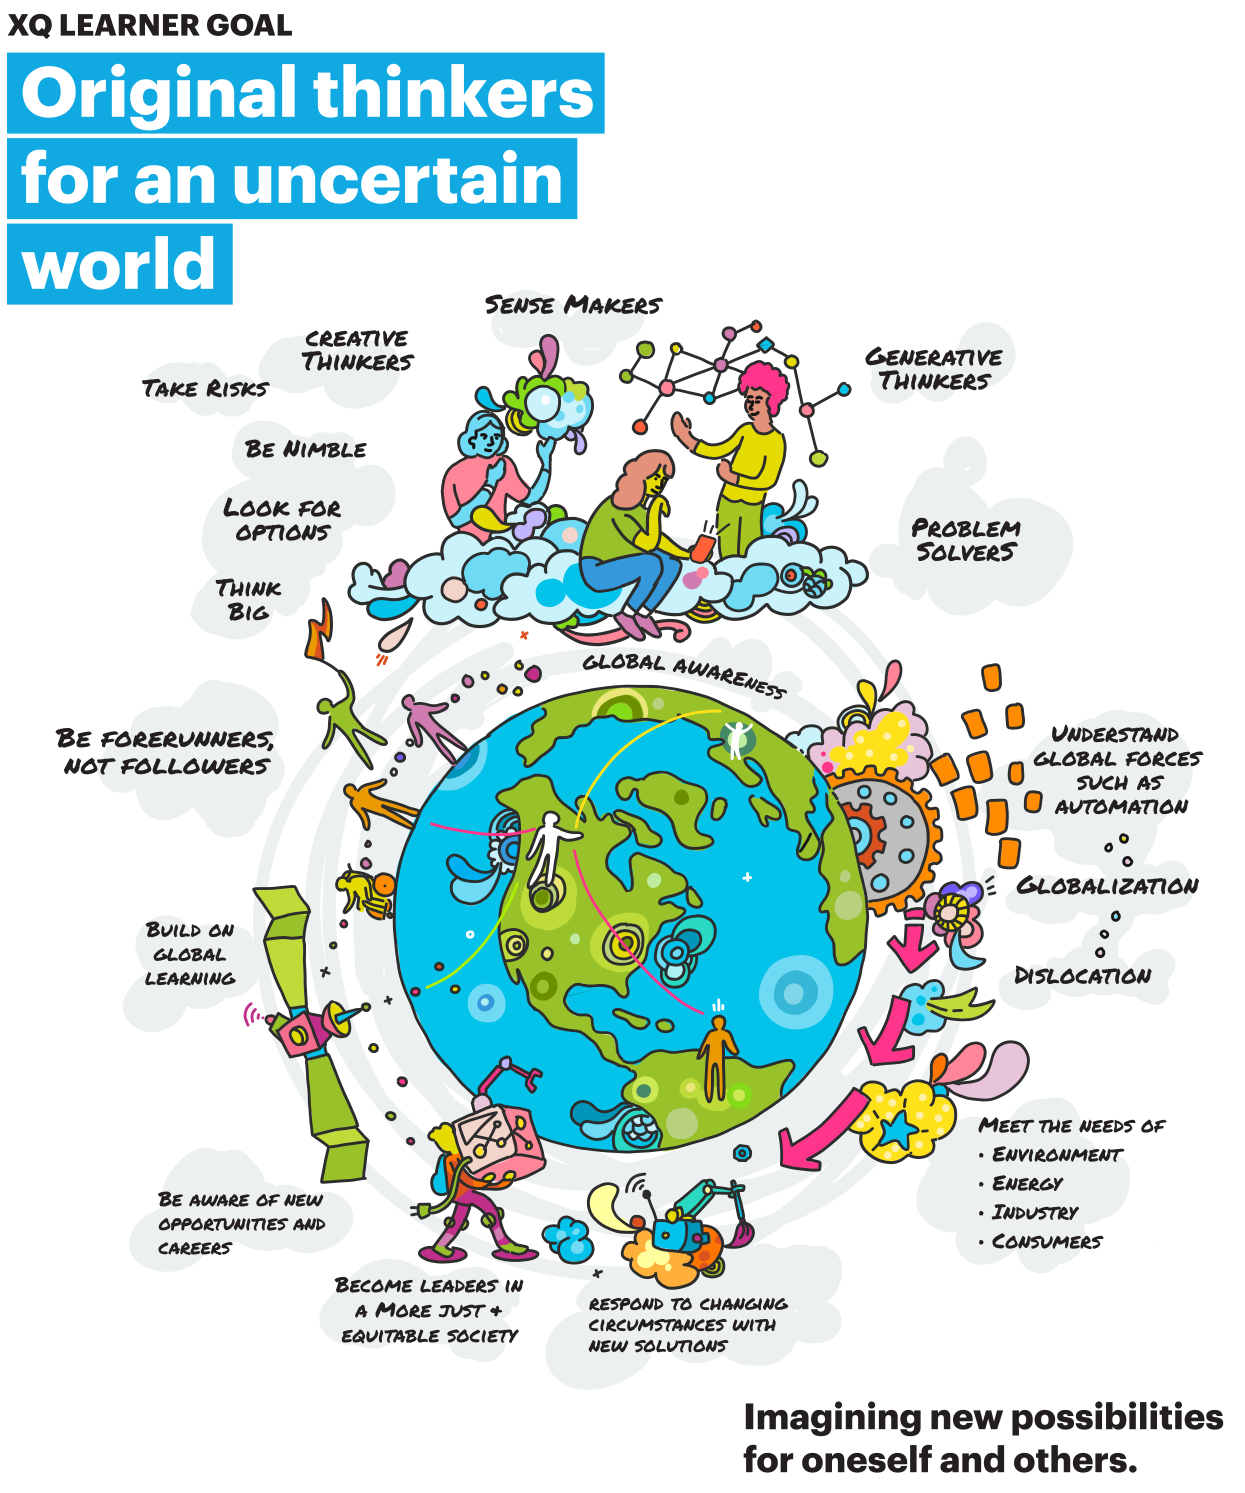 XQ LEARNER GOAL
Original thinkers
for an uncertain
world
SENSE MAKERS
CREATIVE
THINKERS
TAKE RISKS
GENERATIVE
THINKERS
BE NIMBLE
LOOK FOR
OPTIONS
PROBLEM
SOLVERS
THINK
BIG
GLOBAL AWARENESS
BE FORERUNNERS,
NOT FOLLOWERS
UNDERSTAND
GLOBAL FORCES
SUCH AS
AUTOMATION
GLOBALIZATION
DISLOCATION
BUILD ON
GLOBAL
LEARNING
MEET THE NEEDS OF
• ENVIRONMENT
• ENERGY
• INDUSTRY
• CONSUMERS
BE AWARE OF NEW
OPPORTUNITIES AND
CAREERS
BECOME LEADERS IN
A MORE JUST +
EQUITABLE SOCIETY
RESPOND TO CHANGING
CIRCUMSTANCES WITH
NEW SOLUTIONS
Imagining new possibilities
for oneself and others.